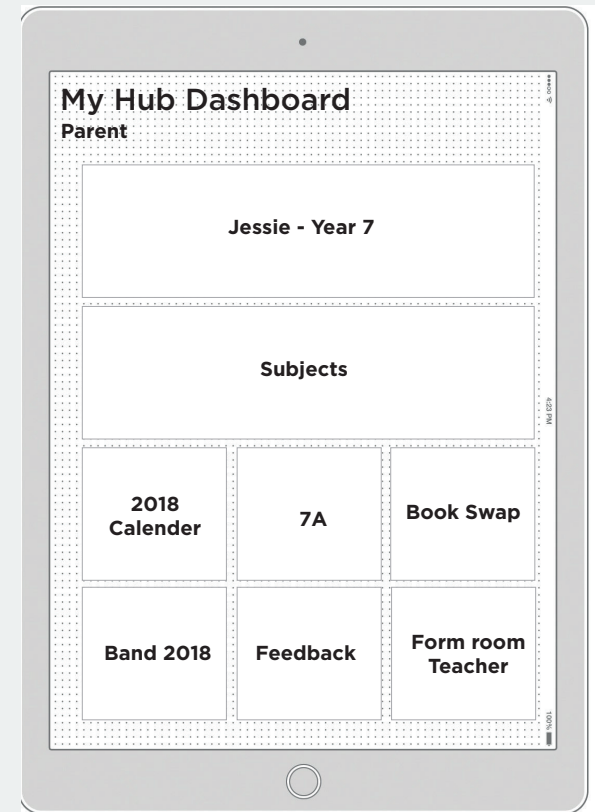 My Hub Dashboard
Parent
Jessie - Year 7
Subjects
2018
Calender
7A
Book Swap
Band 2018
Feedback
Form room
Teacher
4:23 PM
100%